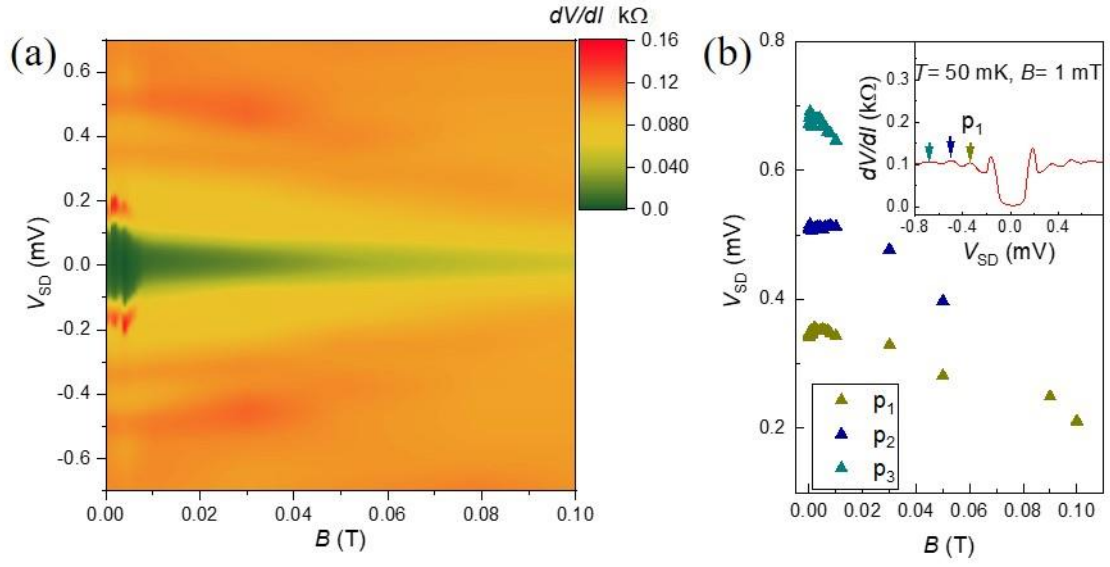 (a)
dV/dI kΩ
0.16
0.12
0.080
0.040
0.0
0.6
0.4
0.2
0.0
-0.2
-0.4
-0.6
V_SD (mV)
0.00 0.02 0.04 0.06 0.08 0.10
B (T)
(b)
0.8
0.6
0.4
0.2
V_SD (mV)
T= 50 mK, B= 1 mT
p₁
0.3
0.2
0.1
0.0
dV/dI (kΩ)
-0.8 -0.4 0.0 0.4
V_SD (mV)
p₁
p₂
p₃
0.00 0.02 0.04 0.06 0.08 0.10
B (T)